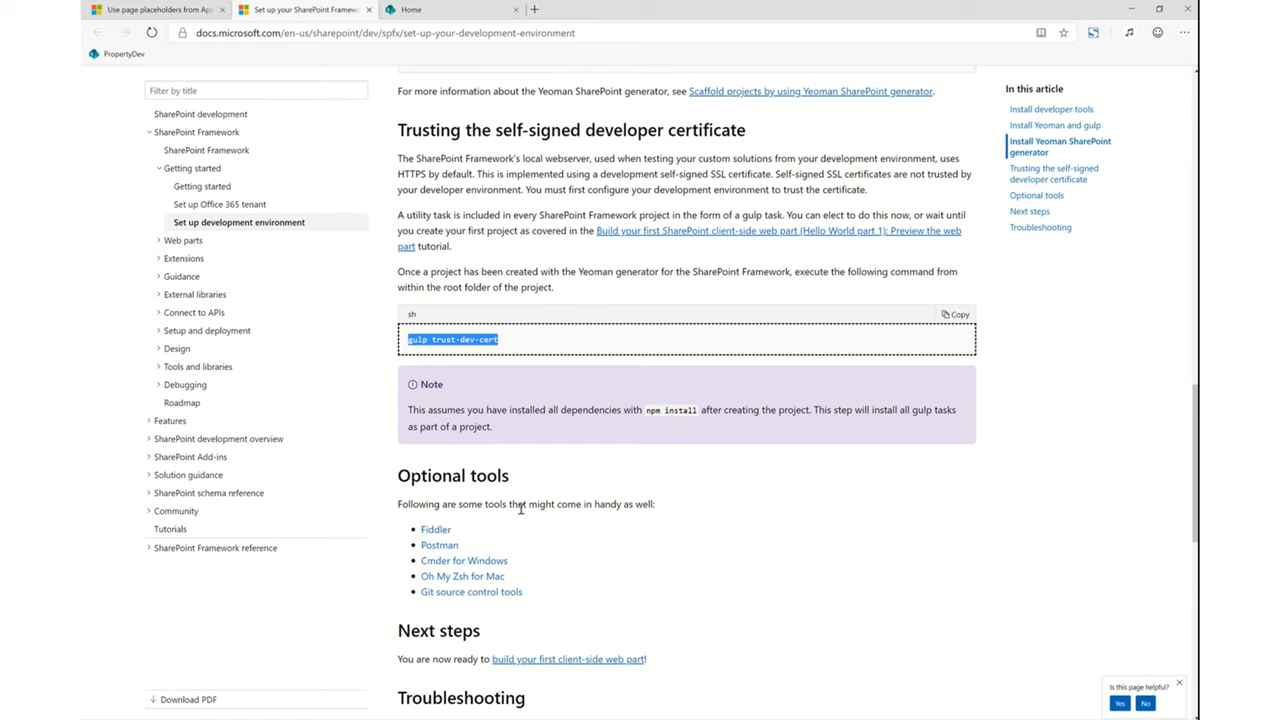 Use page placeholders from App
Set up your SharePoint Framewo
Home
docs.microsoft.com/en-us/sharepoint/dev/spfx/set-up-your-development-environment
PropertyDev
Filter by title
SharePoint development
SharePoint Framework
SharePoint Framework
Getting started
Getting started
Set up Office 365 tenant
Set up development environment
Web parts
Extensions
Guidance
External libraries
Connect to APIs
Setup and deployment
Design
Tools and libraries
Debugging
Roadmap
Features
SharePoint development overview
SharePoint Add-ins
Solution guidance
SharePoint schema reference
Community
Tutorials
SharePoint Framework reference
Download PDF
For more information about the Yeoman SharePoint generator, see Scaffold projects by using Yeoman SharePoint generator.
Trusting the self-signed developer certificate
The SharePoint Framework's local webserver, used when testing your custom solutions from your development environment, uses
HTTPS by default. This is implemented using a development self-signed SSL certificate. Self-signed SSL certificates are not trusted by
your developer environment. You must first configure your development environment to trust the certificate.
A utility task is included in every SharePoint Framework project in the form of a gulp task. You can elect to do this now, or wait until
you create your first project as covered in the Build your first SharePoint client-side web part (Hello World part 1): Preview the web
part tutorial.
Once a project has been created with the Yeoman generator for the SharePoint Framework, execute the following command from
within the root folder of the project.
sh
Copy
gulp trust-dev-cert
Note
This assumes you have installed all dependencies with npm install after creating the project. This step will install all gulp tasks
as part of a project.
Optional tools
Following are some tools that might come in handy as well:
Fiddler
Postman
Cmder for Windows
Oh My Zsh for Mac
Git source control tools
Next steps
You are now ready to build your first client-side web part!
Troubleshooting
In this article
Install developer tools
Install Yeoman and gulp
Install Yeoman SharePoint
generator
Trusting the self-signed
developer certificate
Optional tools
Next steps
Troubleshooting
Is this page helpful?
Yes
No